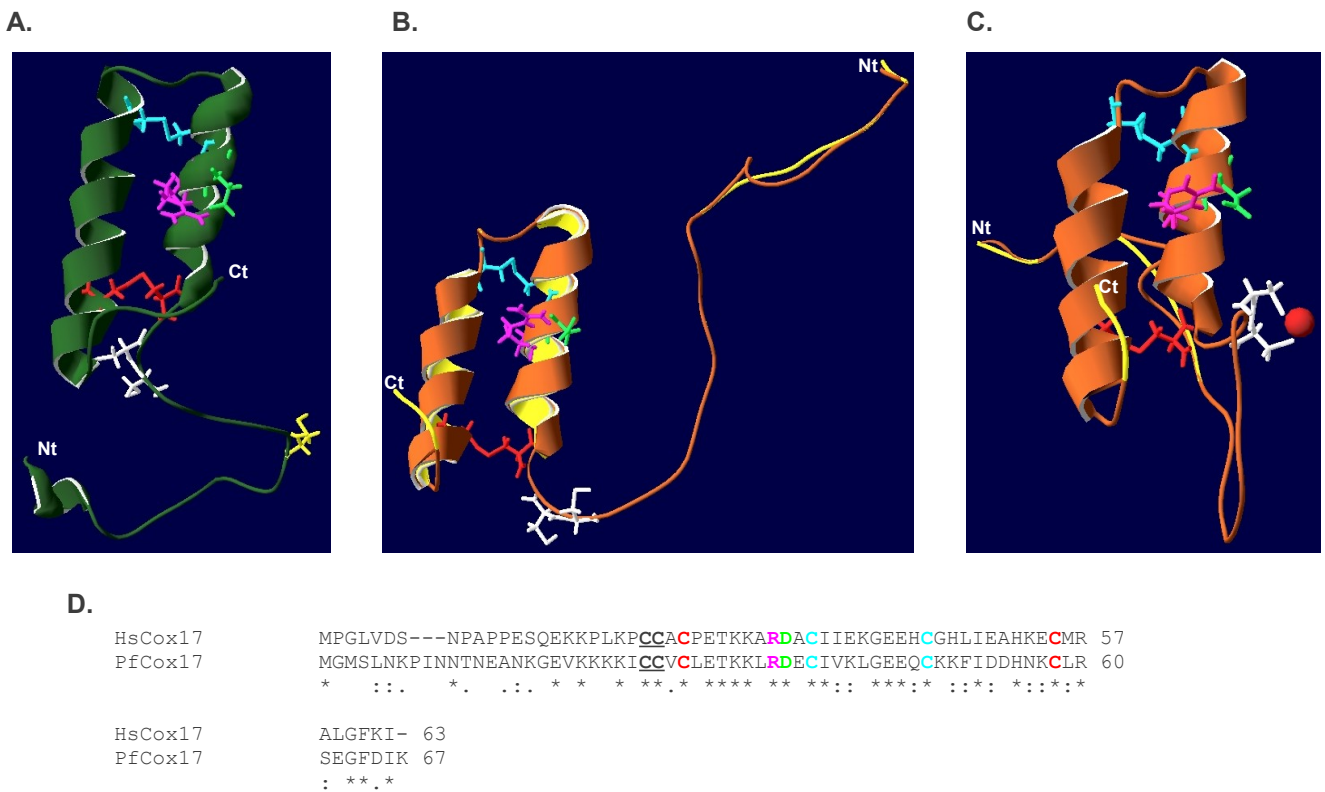 A.
B.
C.
Nt
Ct
Nt
Ct
Nt
Ct
D.
HsCox17 MPGLVDS---NPAPPESQEKKPLKPCCACPETKKARDACIIEKGEEHCGHLIEAHKECMR 57
PfCox17 MGMSLNKPINNTNEANKGEVKKKKICCVCLETKKLRDECIVKLGEEQCKKFIDDHNKCLR 60
* ::. *. .:. * * * **.* **** ** **:: ***:* ::*: *::*:*
HsCox17 ALGFKI- 63
PfCox17 SEGFDIK 67
: **.*